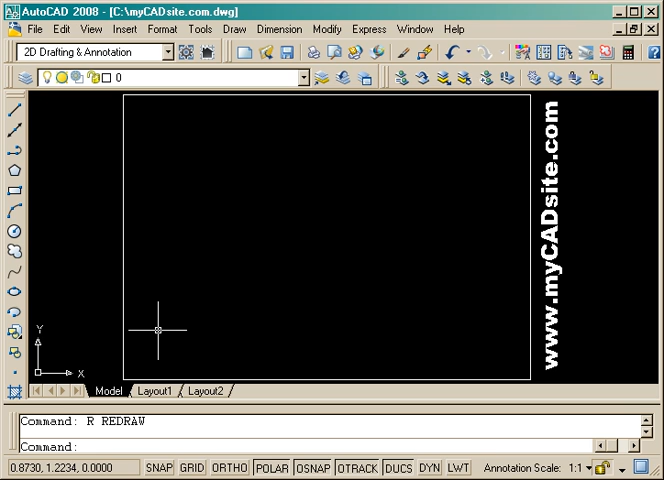 AutoCAD 2008 - [C:\myCADsite.com.dwg]
File Edit View Insert Format Tools Draw Dimension Modify Express Window Help
2D Drafting & Annotation
0
www.myCADsite.com
Y
X
Model Layout1 Layout2
Command: R REDRAW
Command:
0.8730, 1.2234, 0.0000 SNAP GRID ORTHO POLAR OSNAP OTRACK DUCS DYN LWT Annotation Scale: 1:1